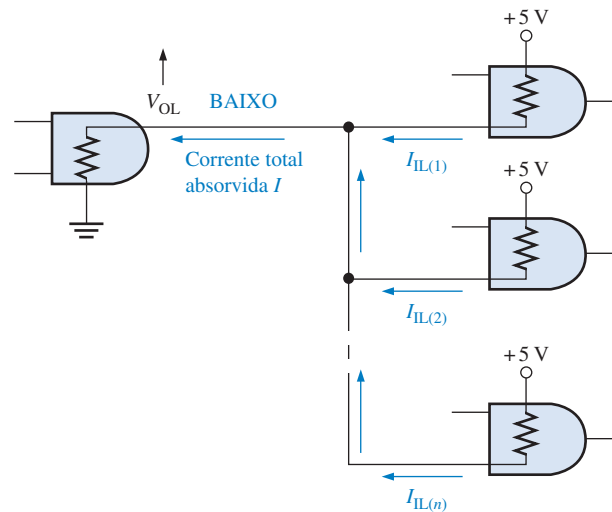 +5 V
V_OL
BAIXO
Corrente total
absorvida I
I_IL(1)
+5 V
I_IL(2)
+5 V
I_IL(n)